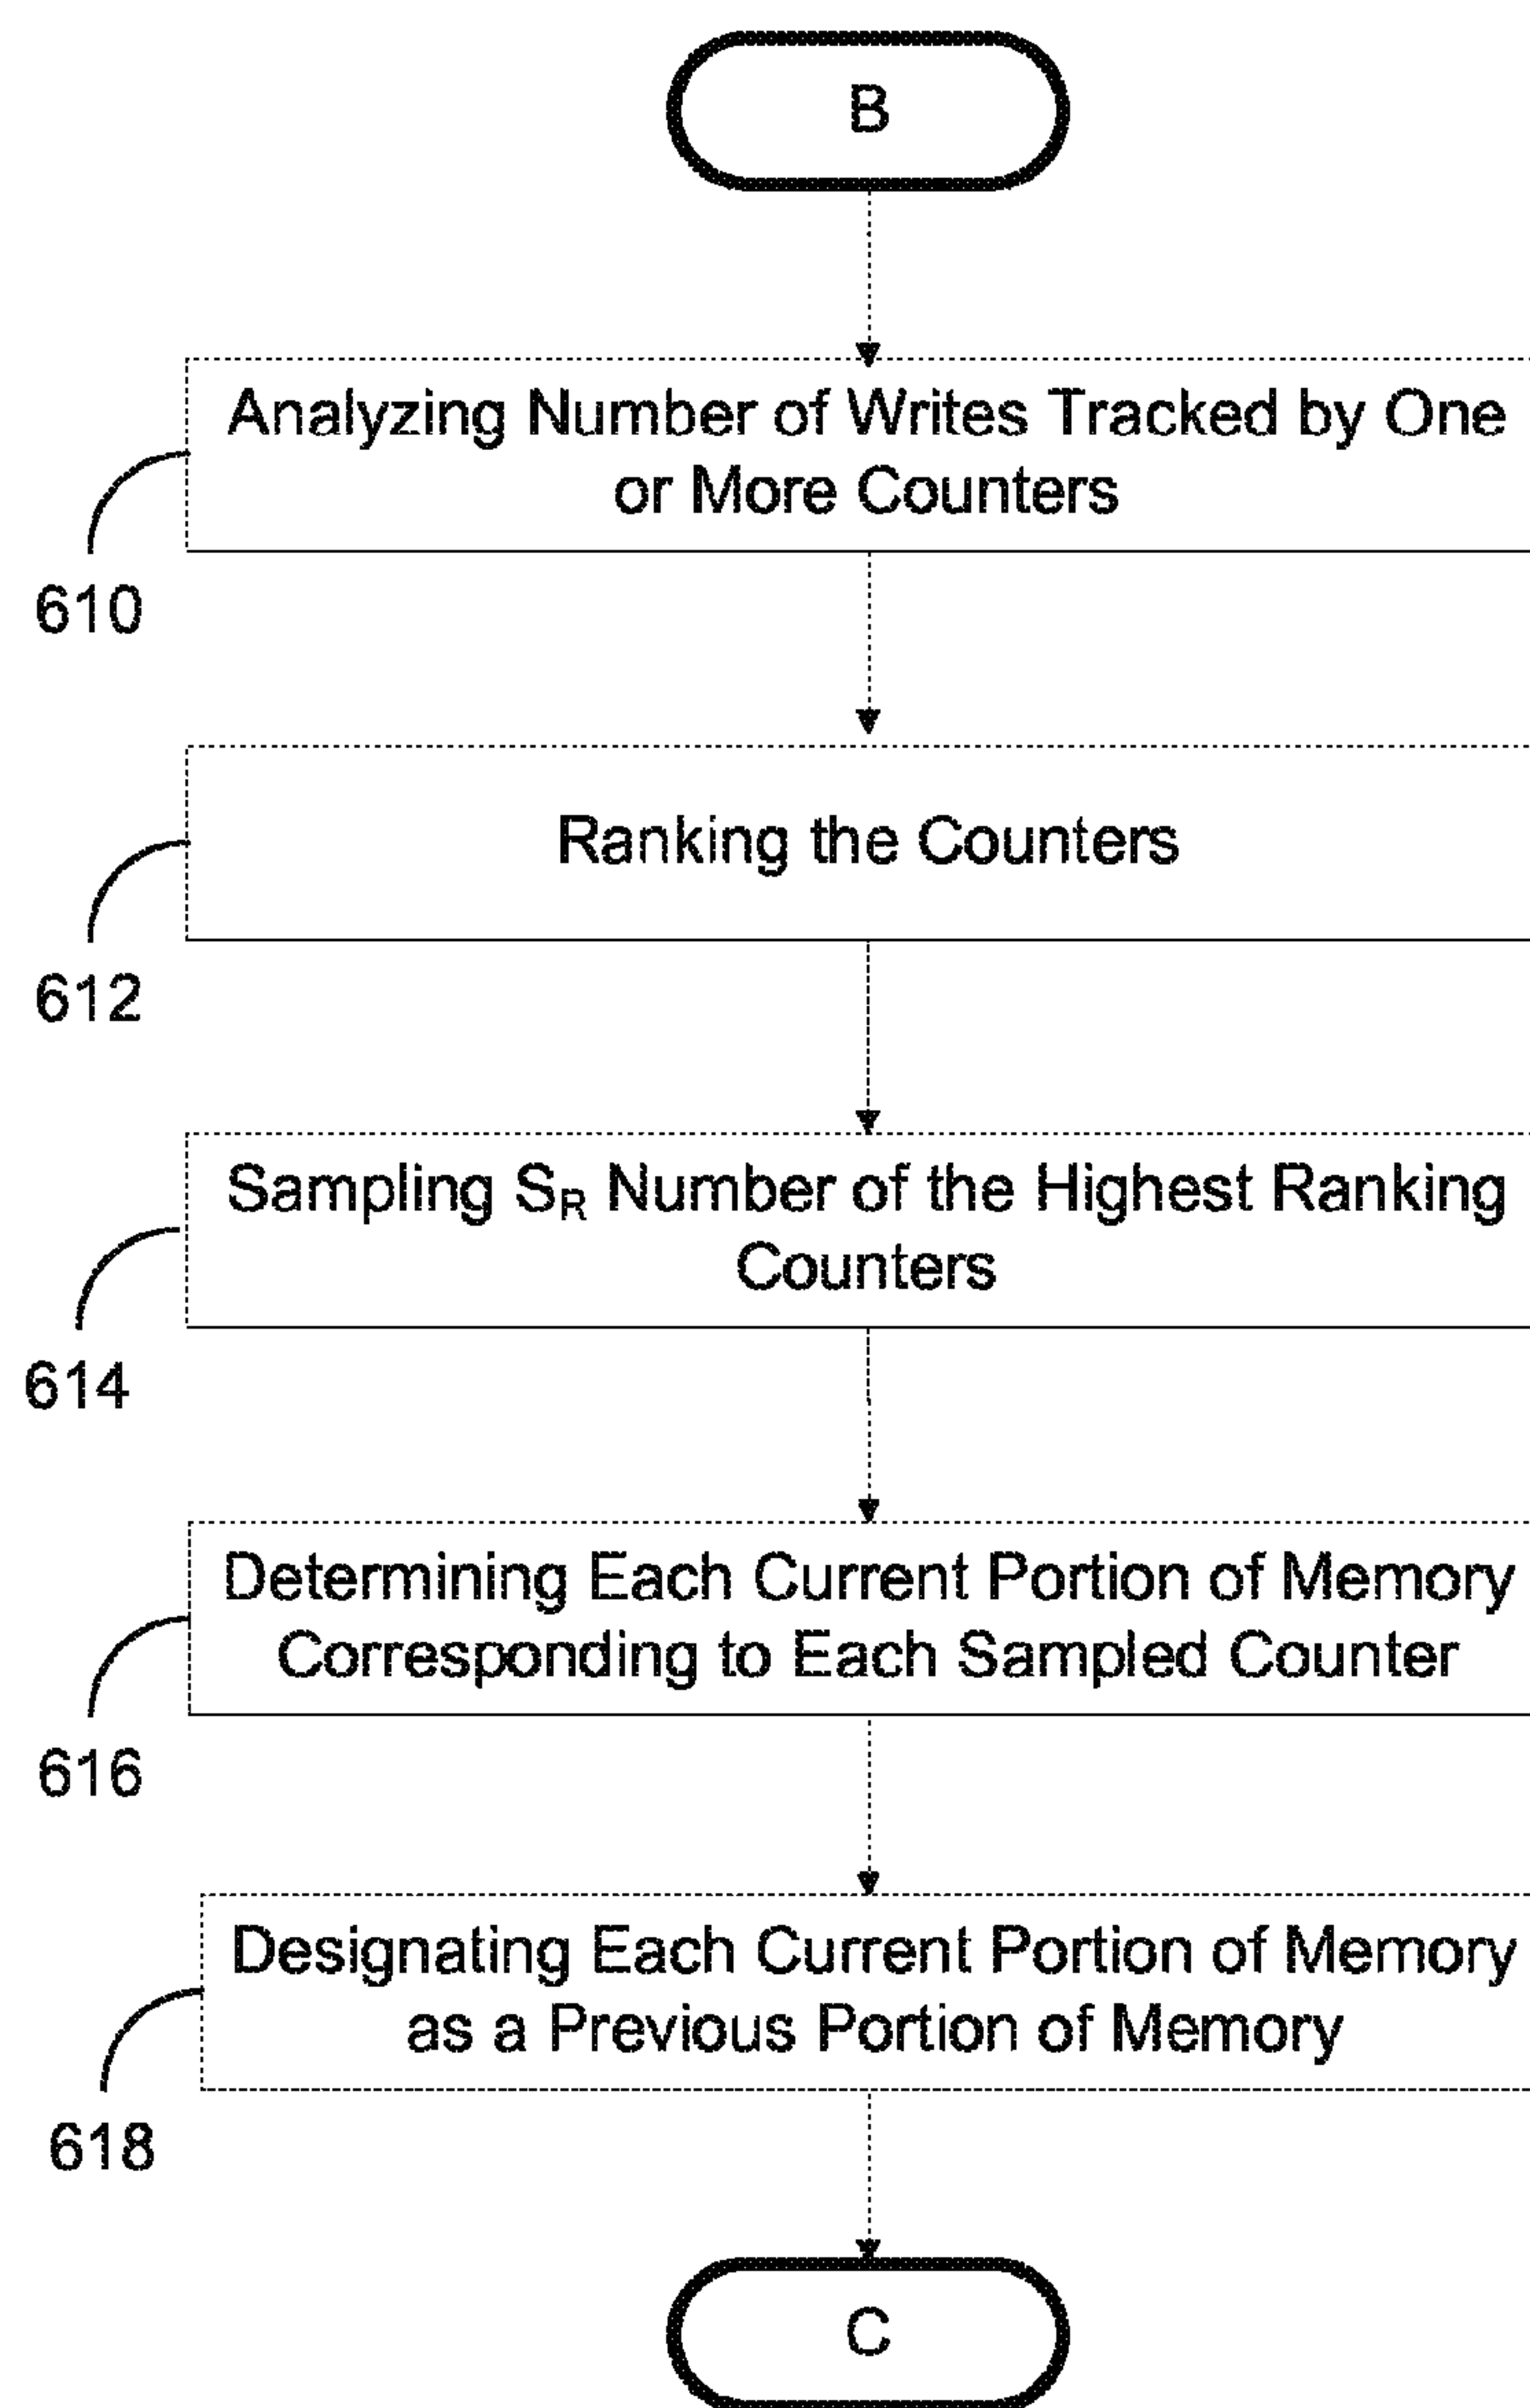 B
Analyzing Number of Writes Tracked by One
or More Counters
610
Ranking the Counters
612
Sampling S_R Number of the Highest Ranking
Counters
614
Determining Each Current Portion of Memory
Corresponding to Each Sampled Counter
616
Designating Each Current Portion of Memory
as a Previous Portion of Memory
618
C